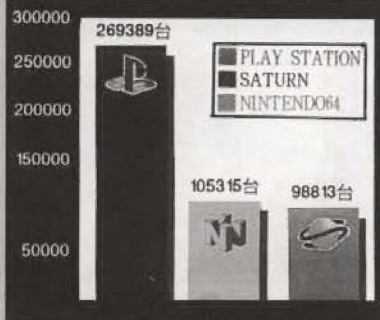 300000
269389台
250000
PLAY STATION
SATURN
NINTENDO64
200000
150000
105315台
98813台
50000